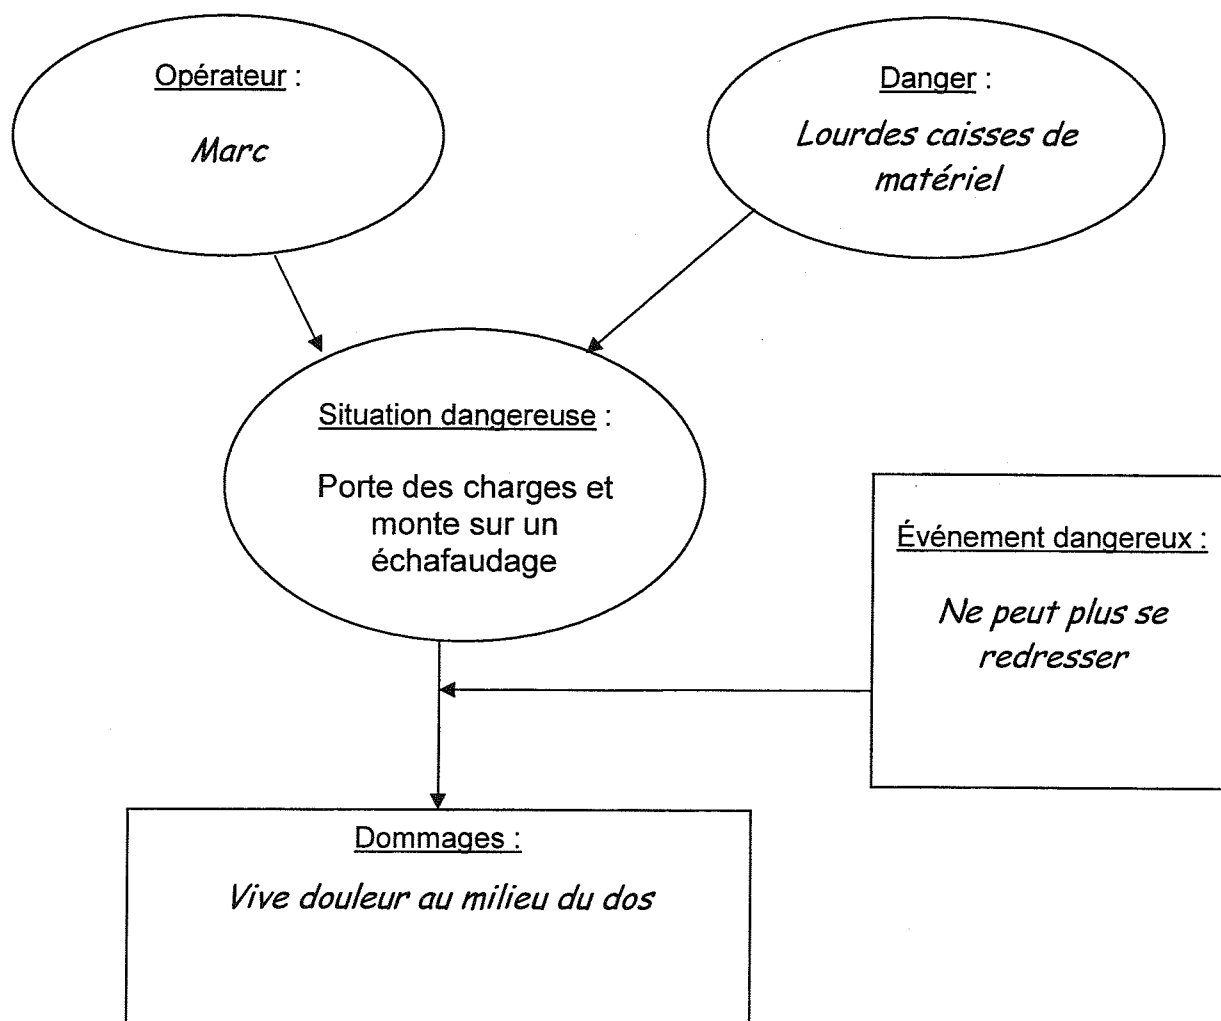 Opérateur :
Marc
Danger :
Lourdes caisses de
matériel
Situation dangereuse :
Porte des charges et
monte sur un
échafaudage
Événement dangereux :
Ne peut plus se
redresser
Dommages :
Vive douleur au milieu du dos